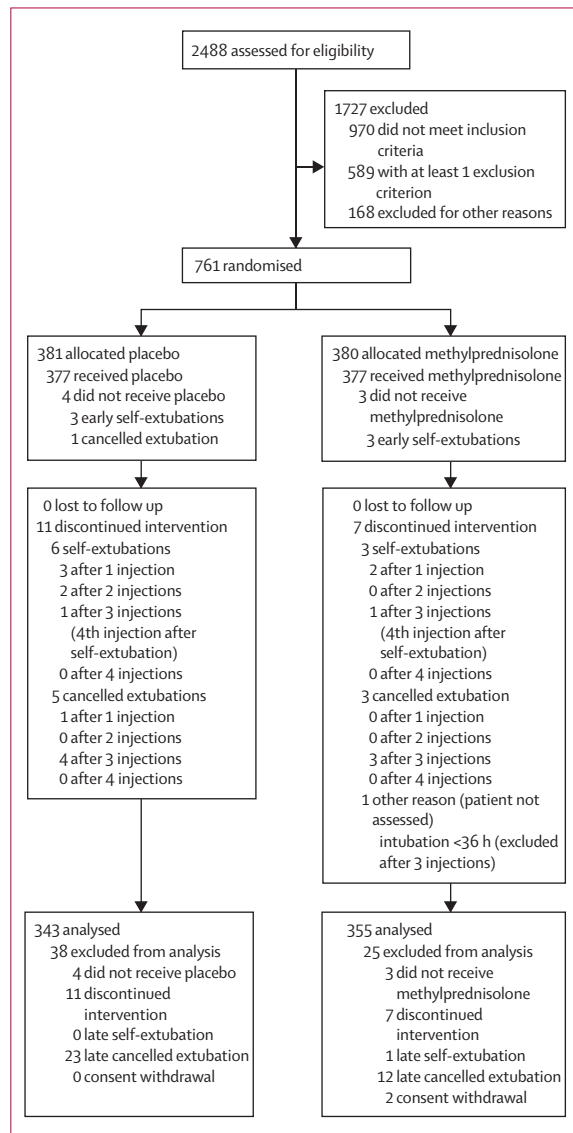 2488 assessed for eligibility
1727 excluded
970 did not meet inclusion
criteria
589 with at least 1 exclusion
criterion
168 excluded for other reasons
761 randomised
381 allocated placebo
377 received placebo
4 did not receive placebo
3 early self-extubations
1 cancelled extubation
380 allocated methylprednisolone
377 received methylprednisolone
3 did not receive
methylprednisolone
3 early self-extubations
0 lost to follow up
11 discontinued intervention
6 self-extubations
3 after 1 injection
2 after 2 injections
1 after 3 injections
(4th injection after
self-extubation)
0 after 4 injections
5 cancelled extubations
1 after 1 injection
0 after 2 injections
4 after 3 injections
0 after 4 injections
0 lost to follow up
7 discontinued intervention
3 self-extubations
2 after 1 injection
0 after 2 injections
1 after 3 injections
(4th injection after
self-extubation)
0 after 4 injections
3 cancelled extubation
0 after 1 injection
0 after 2 injections
3 after 3 injections
0 after 4 injections
1 other reason (patient not
assessed)
intubation <36 h (excluded
after 3 injections)
343 analysed
38 excluded from analysis
4 did not receive placebo
11 discontinued
intervention
0 late self-extubation
23 late cancelled extubation
0 consent withdrawal
355 analysed
25 excluded from analysis
3 did not receive
methylprednisolone
7 discontinued
intervention
1 late self-extubation
12 late cancelled extubation
2 consent withdrawal